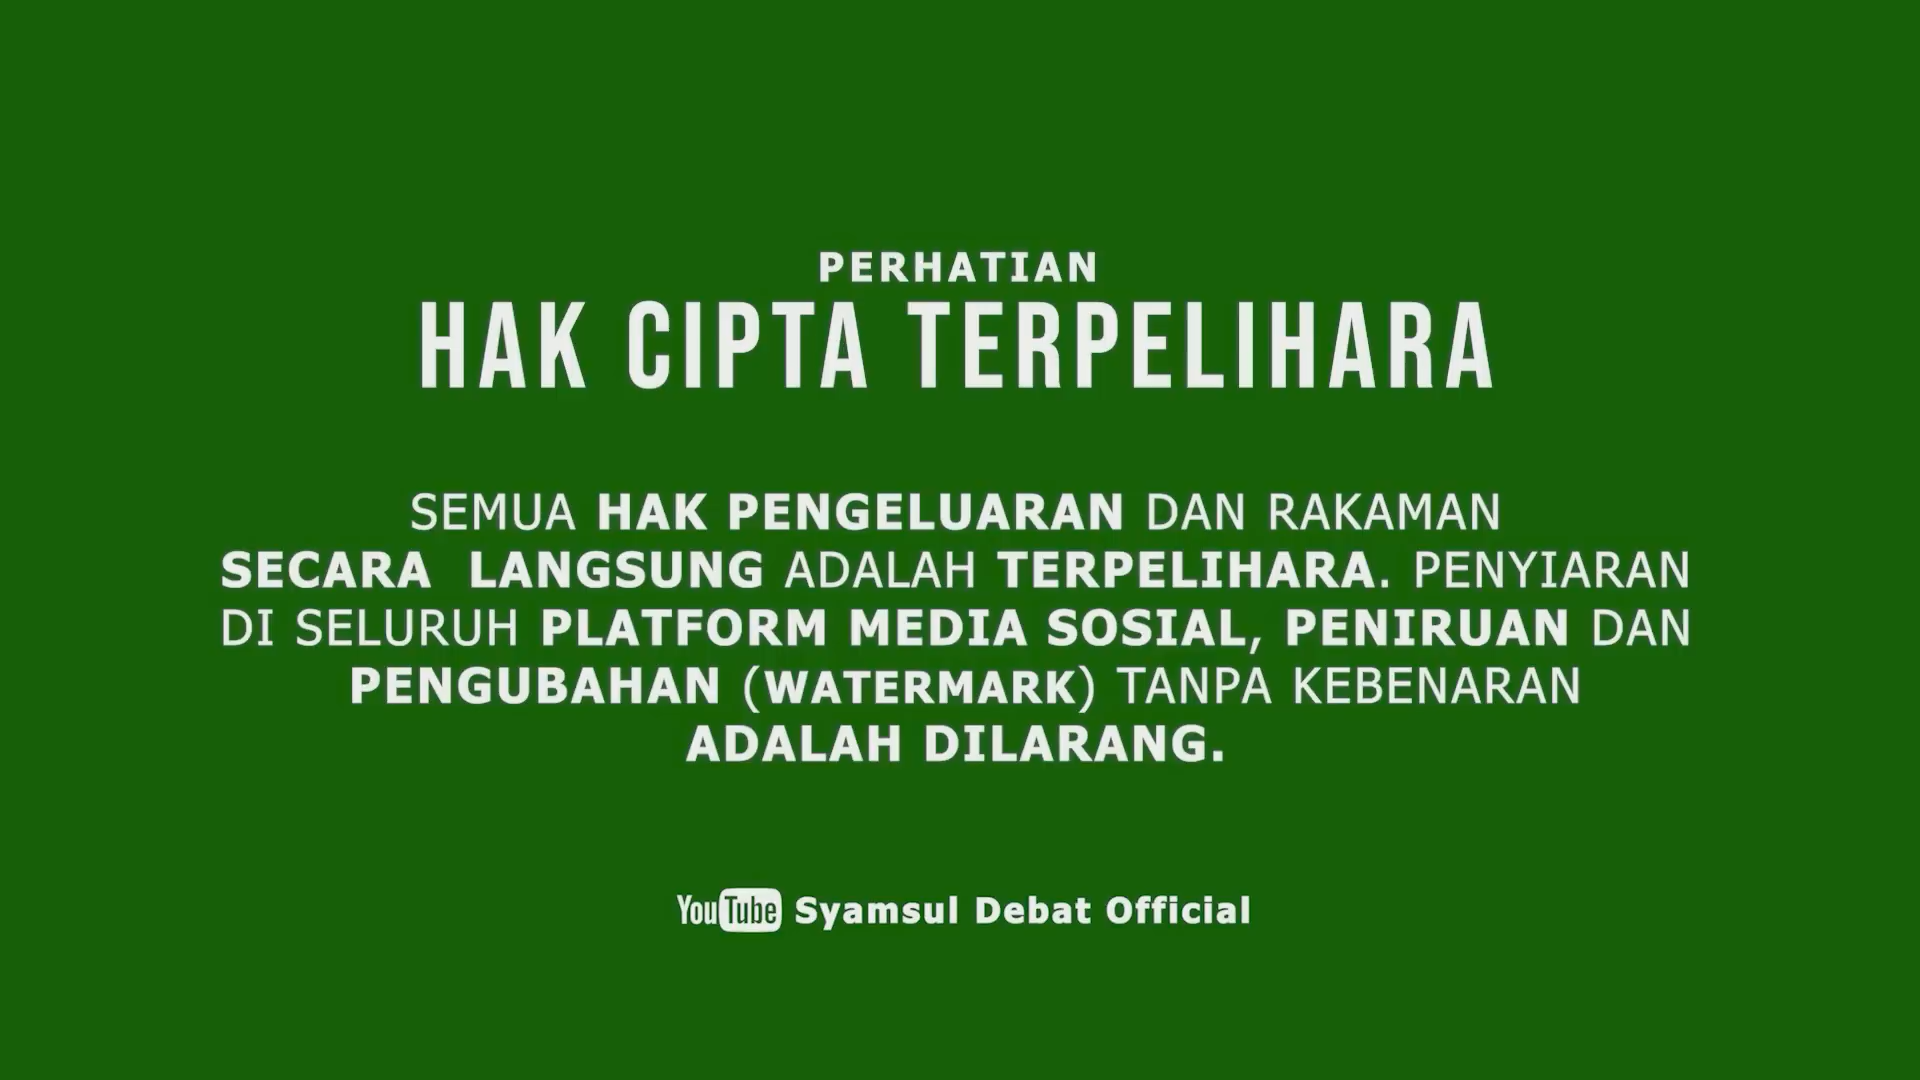 PERHATIAN
HAK CIPTA TERPELIHARA
SEMUA HAK PENGELUARAN DAN RAKAMAN
SECARA LANGSUNG ADALAH TERPELIHARA. PENYIARAN
DI SELURUH PLATFORM MEDIA SOSIAL, PENIRUAN DAN
PENGUBAHAN (WATERMARK) TANPA KEBENARAN
ADALAH DILARANG.
YouTube Syamsul Debat Official